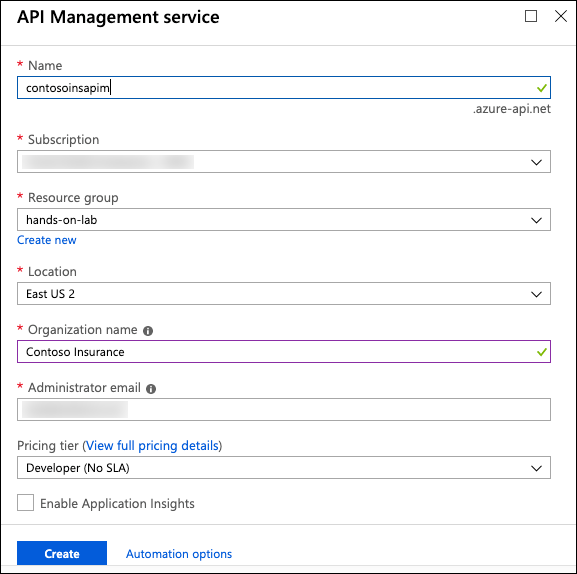 API Management service
* Name
contosoinsapim
.azure-api.net
* Subscription
* Resource group
hands-on-lab
Create new
* Location
East US 2
* Organization name
Contoso Insurance
* Administrator email
Pricing tier (View full pricing details)
Developer (No SLA)
Enable Application Insights
Create Automation options